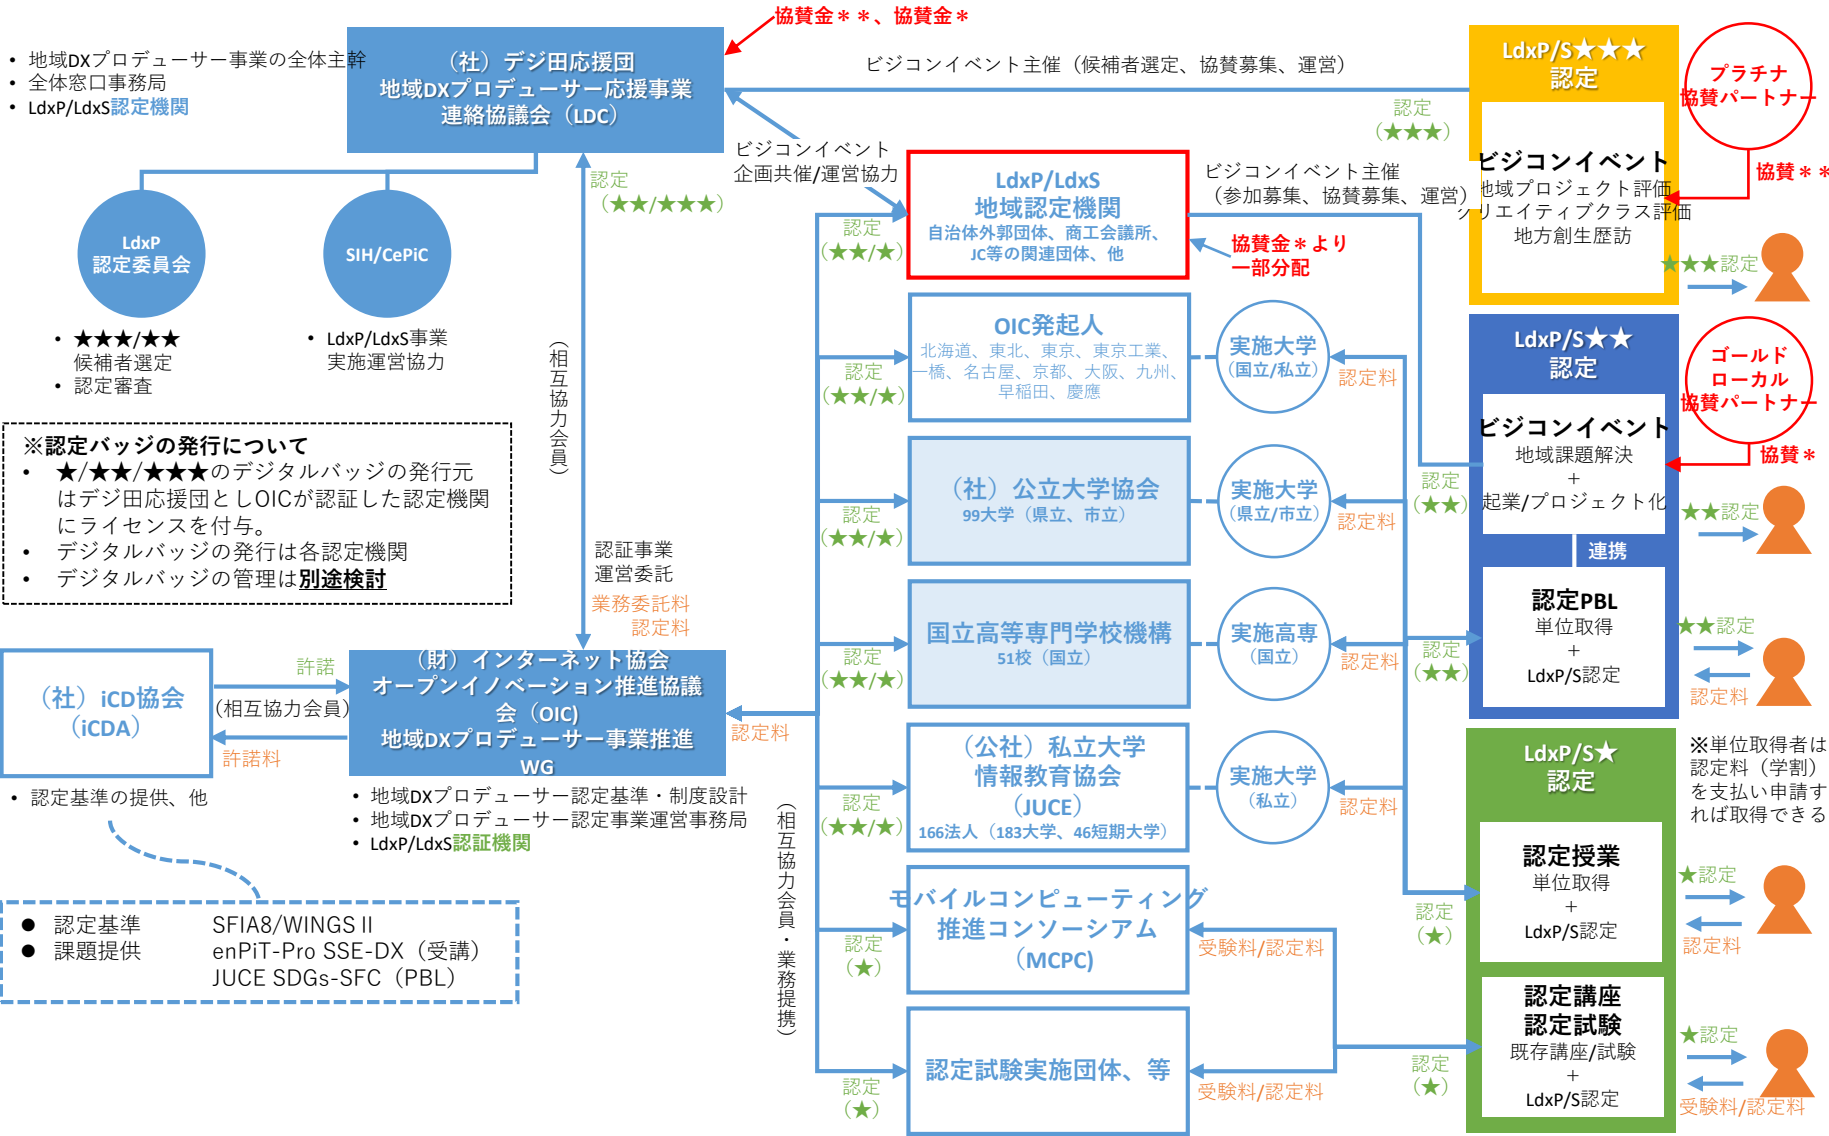 協賛金＊＊、協賛金＊
• 地域DXプロデューサー事業の全体主幹
• 全体窓口事務局
• LdxP/LdxS認定機関
（社）デジ田応援団
地域DXプロデューサー応援事業
連絡協議会（LDC）
ビジコンイベント主催（候補者選定、協賛募集、運営）
認定
（★★★）
LdxP/S★★★
認定
プラチナ
協賛パートナー
協賛＊＊
ビジコンイベント
地域プロジェクト評価
クリエイティブクラス評価
地方創生歴訪
★★★認定
LdxP
認定委員会
SIH/CePiC
• ★★★/★★
候補者選定
• 認定審査
• LdxP/LdxS事業
実施運営協力
認定
（★★/★★★）
ビジコンイベント
企画共催/運営協力
（相互協力会員）
認証事業
運営委託
業務委託料
認定料
※認定バッジの発行について
• ★/★★/★★★のデジタルバッジの発行元
はデジ田応援団としOICが認証した認定機関
にライセンスを付与。
• デジタルバッジの発行は各認定機関
• デジタルバッジの管理は別途検討
（社）iCD協会
（iCDA）
許諾
(相互協力会員)
許諾料
• 認定基準の提供、他
（財）インターネット協会
オープンイノベーション推進協議
会（OIC)
地域DXプロデューサー事業推進
WG
• 地域DXプロデューサー認定基準・制度設計
• 地域DXプロデューサー認定事業運営事務局
• LdxP/LdxS認証機関
● 認定基準 SFIA8/WINGS II
● 課題提供 enPiT-Pro SSE-DX（受講）
JUCE SDGs-SFC（PBL）
認定料
（相互協力会員・業務提携）
認定
（★★/★）
LdxP/LdxS
地域認定機関
自治体外郭団体、商工会議所、
JC等の関連団体、他
ビジコンイベント主催
（参加募集、協賛募集、運営）
協賛金＊より
一部分配
認定
（★★/★）
OIC発起人
北海道、東北、東京、東京工業、
一橋、名古屋、京都、大阪、九州、
早稲田、慶應
実施大学
（国立/私立）
認定料
認定
（★★/★）
（社）公立大学協会
99大学（県立、市立）
実施大学
（県立/市立）
認定料
認定
（★★/★）
国立高等専門学校機構
51校（国立）
実施高専
（国立）
認定料
認定
（★★/★）
（公社）私立大学
情報教育協会
（JUCE）
166法人（183大学、46短期大学）
実施大学
（私立）
認定料
認定
（★）
モバイルコンピューティング
推進コンソーシアム
（MCPC)
受験料/認定料
認定
（★）
認定試験実施団体、等
受験料/認定料
LdxP/S★★
認定
ゴールド
ローカル
協賛パートナー
協賛＊
認定
（★★）
ビジコンイベント
地域課題解決
+
起業/プロジェクト化
★★認定
連携
認定
（★★）
認定PBL
単位取得
+
LdxP/S認定
★★認定
認定料
LdxP/S★
認定
※単位取得者は
認定料（学割）
を支払い申請す
れば取得できる
認定
（★）
認定授業
単位取得
+
LdxP/S認定
★認定
認定料
認定
（★）
認定講座
認定試験
既存講座/試験
+
LdxP/S認定
★認定
受験料/認定料